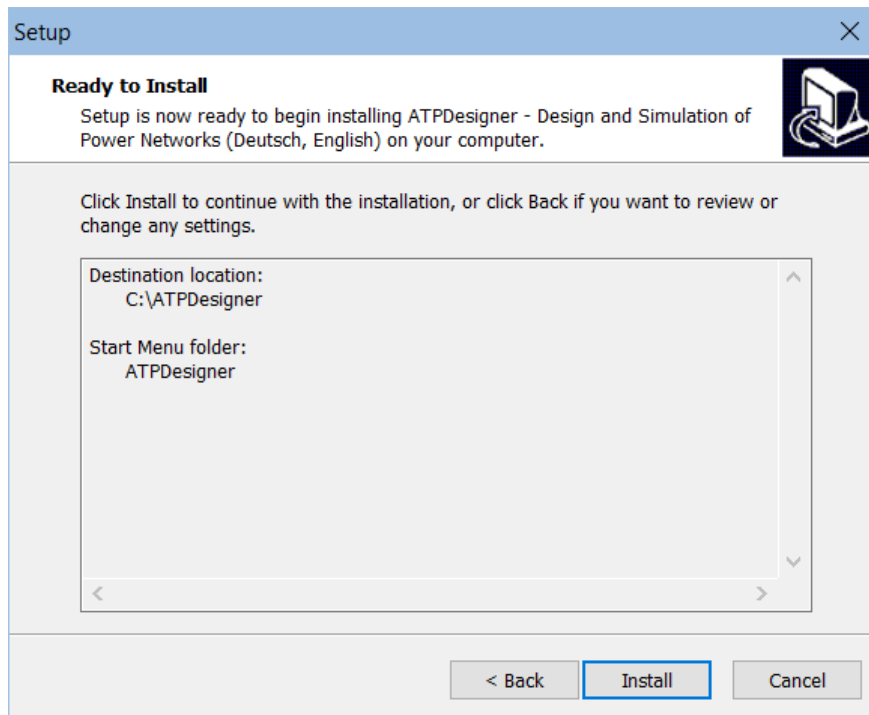 Setup
Ready to Install
Setup is now ready to begin installing ATPDesigner - Design and Simulation of
Power Networks (Deutsch, English) on your computer.
Click Install to continue with the installation, or click Back if you want to review or
change any settings.
Destination location:
C:\ATPDesigner
Start Menu folder:
ATPDesigner
< Back
Install
Cancel